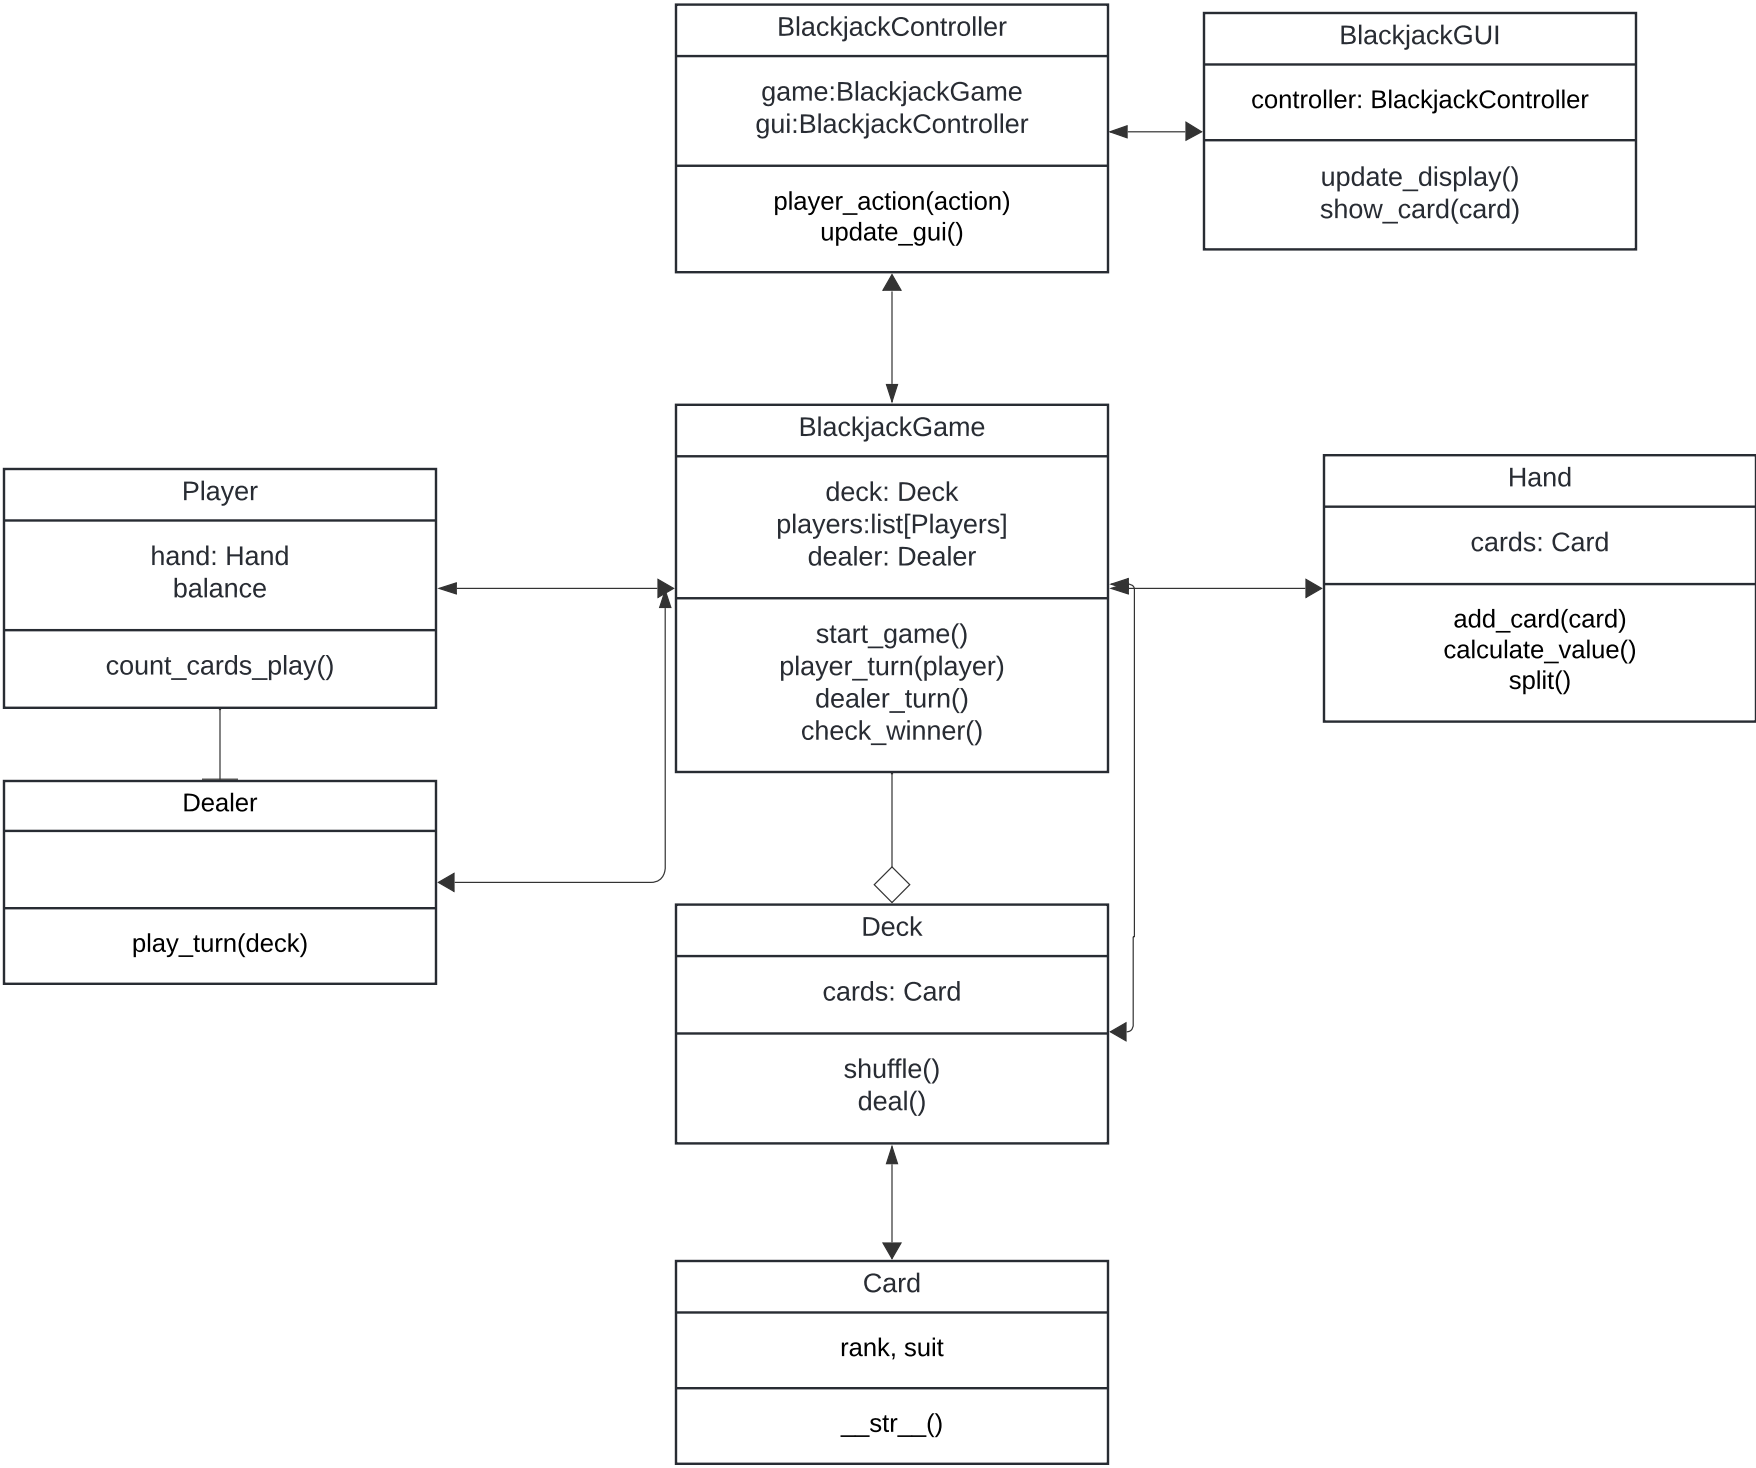 BlackjackController
game:BlackjackGame
gui:BlackjackController
player_action(action)
update_gui()
BlackjackGUI
controller: BlackjackController
update_display()
show_card(card)
BlackjackGame
deck: Deck
players:list[Players]
dealer: Dealer
start_game()
player_turn(player)
dealer_turn()
check_winner()
Player
hand: Hand
balance
count_cards_play()
Hand
cards: Card
add_card(card)
calculate_value()
split()
Dealer
play_turn(deck)
Deck
cards: Card
shuffle()
deal()
Card
rank, suit
__str__()